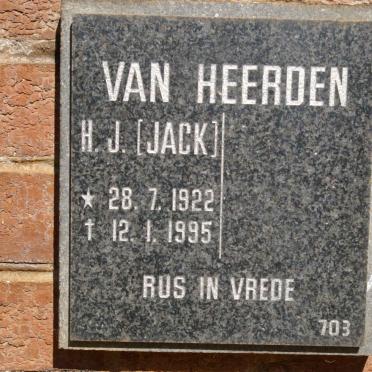 VAN HEERDEN
H. J. [JACK]
★ 28. 7. 1922
† 12. 1. 1995
RUS IN VREDE
703